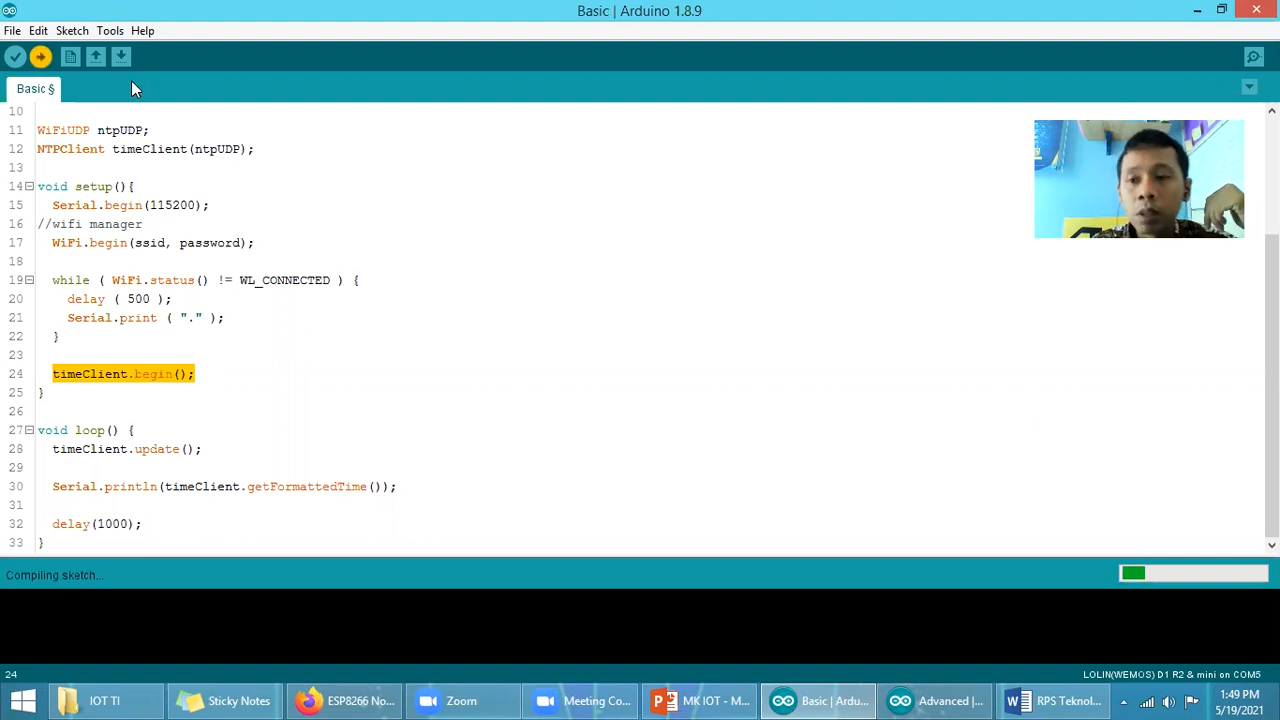 Basic | Arduino 1.8.9
File Edit Sketch Tools Help
Basic §
10
11 WiFiUDP ntpUDP;
12 NTPClient timeClient(ntpUDP);
13
14 void setup(){
15 Serial.begin(115200);
16 //wifi manager
17 WiFi.begin(ssid, password);
18
19 while ( WiFi.status() != WL_CONNECTED ) {
20 delay ( 500 );
21 Serial.print ( "." );
22 }
23
24 timeClient.begin();
25 }
26
27 void loop() {
28 timeClient.update();
29
30 Serial.println(timeClient.getFormattedTime());
31
32 delay(1000);
33 }
Compiling sketch...
24 LOLIN(WEMOS) D1 R2 & mini on COM5
IOT TI Sticky Notes ESP8266 No... Zoom Meeting Co... MK IOT - M... Basic | Ardu... Advanced |... RPS Teknol... 1:49 PM
5/19/2021